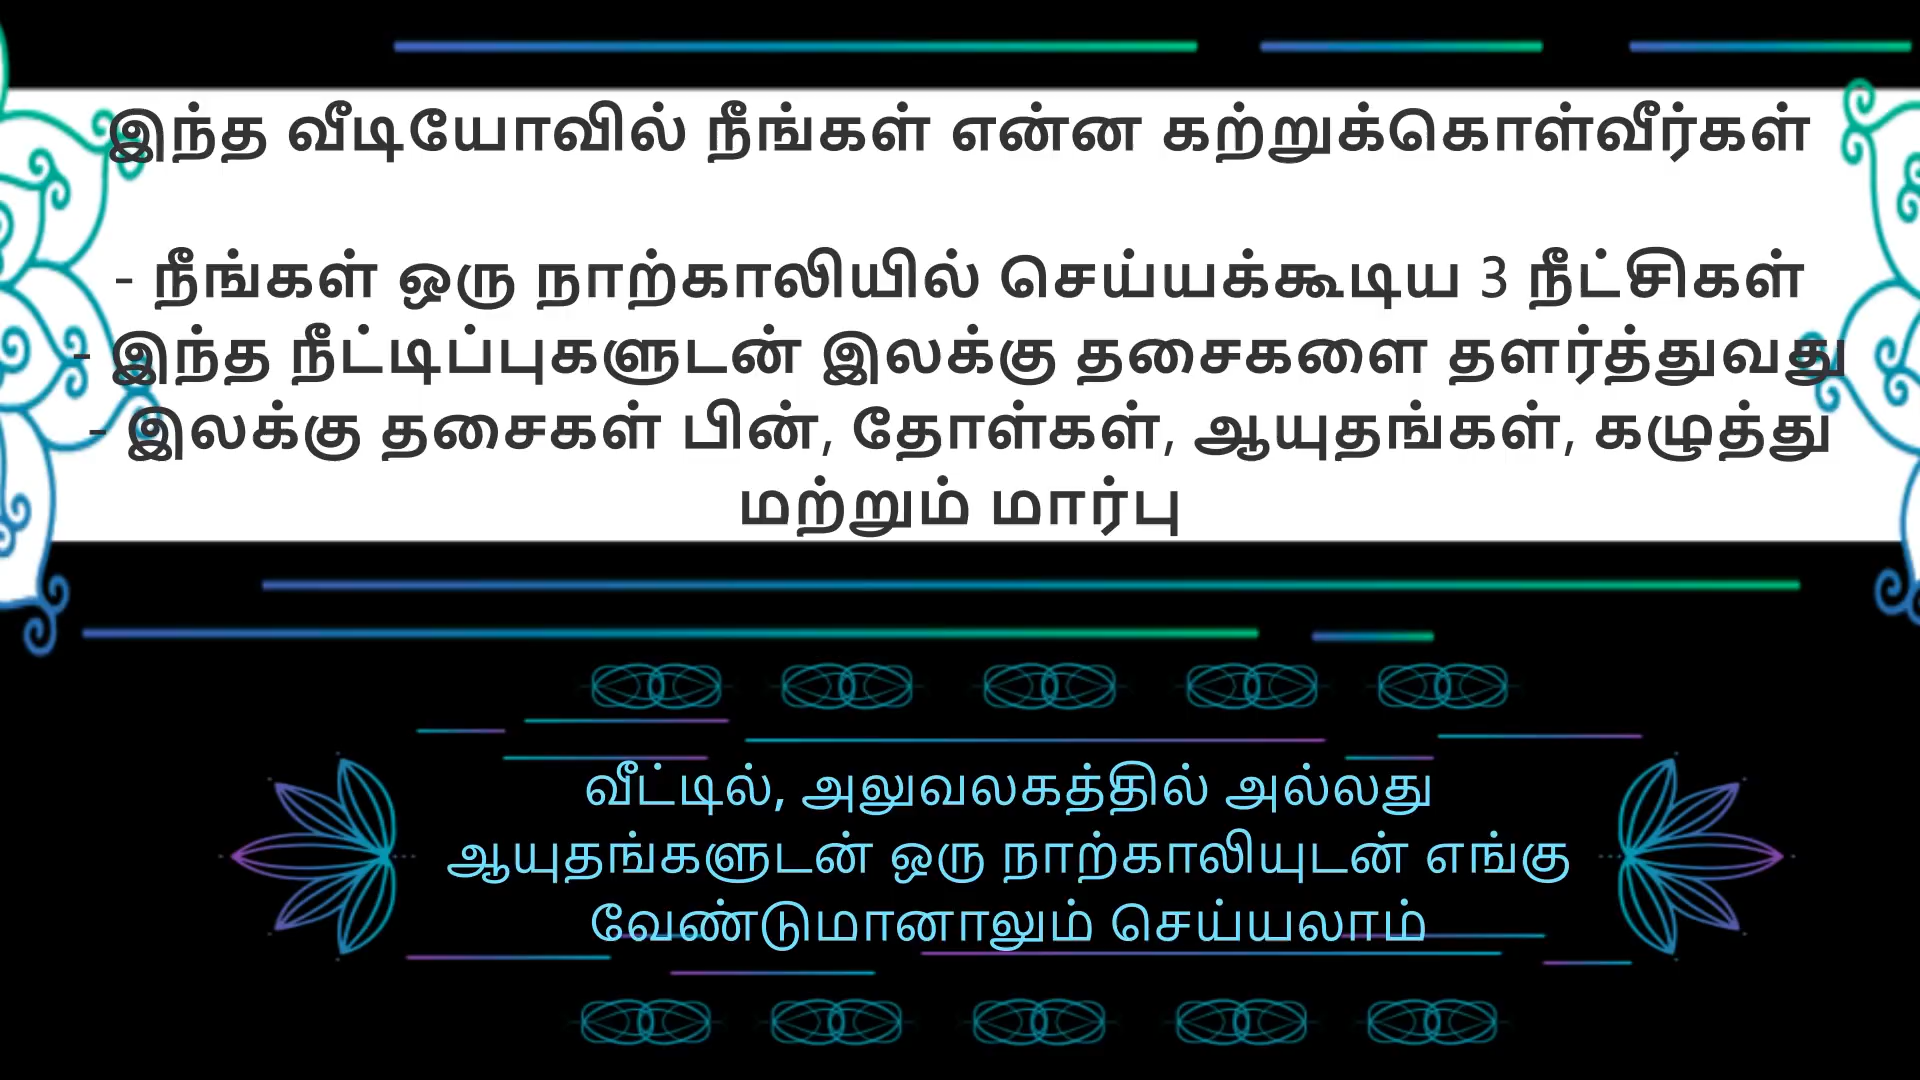 இந்த வீடியோவில் நீங்கள் என்ன கற்றுக்கொள்வீர்கள்
- நீங்கள் ஒரு நாற்காலியில் செய்யக்கூடிய 3 நீட்சிகள்
- இந்த நீட்டிப்புகளுடன் இலக்கு தசைகளை தளர்த்துவது
- இலக்கு தசைகள் பின், தோள்கள், ஆயுதங்கள், கழுத்து
மற்றும் மார்பு
வீட்டில், அலுவலகத்தில் அல்லது
ஆயுதங்களுடன் ஒரு நாற்காலியுடன் எங்கு
வேண்டுமானாலும் செய்யலாம்